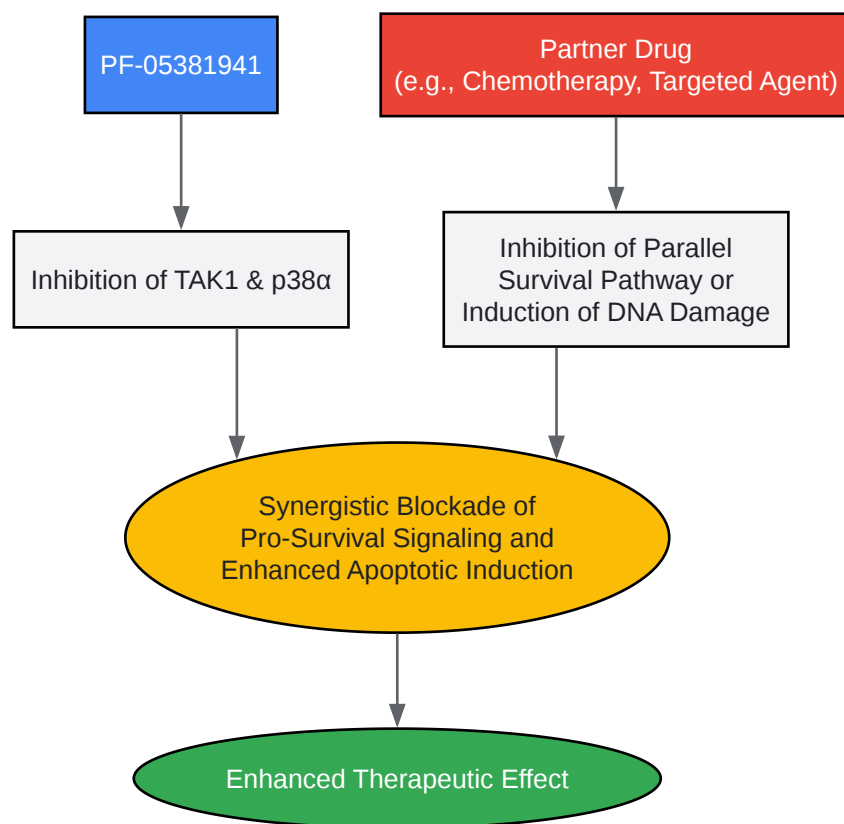 PF-05381941
Partner Drug
(e.g., Chemotherapy, Targeted Agent)
Inhibition of TAK1 & p38α
Inhibition of Parallel
Survival Pathway or
Induction of DNA Damage
Synergistic Blockade of
Pro-Survival Signaling and
Enhanced Apoptotic Induction
Enhanced Therapeutic Effect